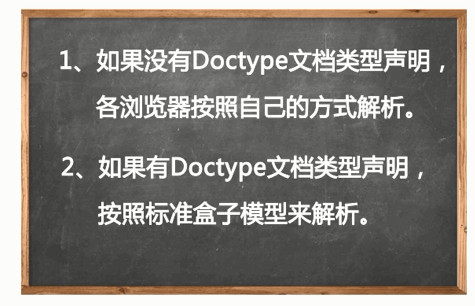 1、如果没有Doctype文档类型声明，
各浏览器按照自己的方式解析。
2、如果有Doctype文档类型声明，
按照标准盒子模型来解析。